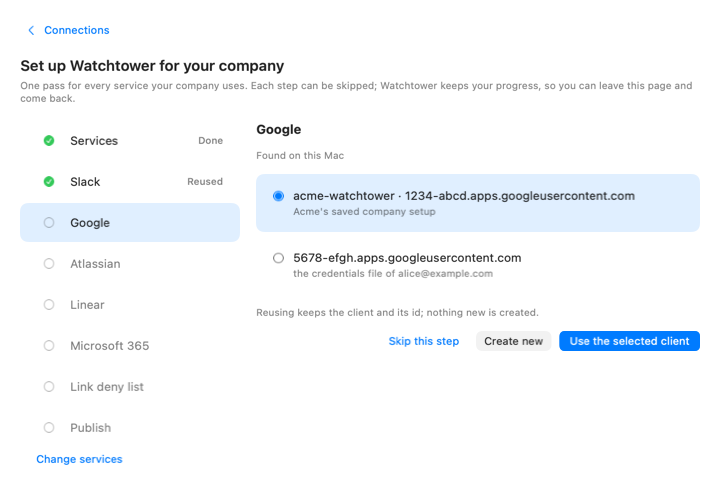 Connections
Set up Watchtower for your company
One pass for every service your company uses. Each step can be skipped; Watchtower keeps your progress, so you can leave this page and
come back.
Services Done
Slack Reused
Google
Atlassian
Linear
Microsoft 365
Link deny list
Publish
Change services
Google
Found on this Mac
acme-watchtower · 1234-abcd.apps.googleusercontent.com
Acme's saved company setup
5678-efgh.apps.googleusercontent.com
the credentials file of alice@example.com
Reusing keeps the client and its id; nothing new is created.
Skip this step Create new Use the selected client